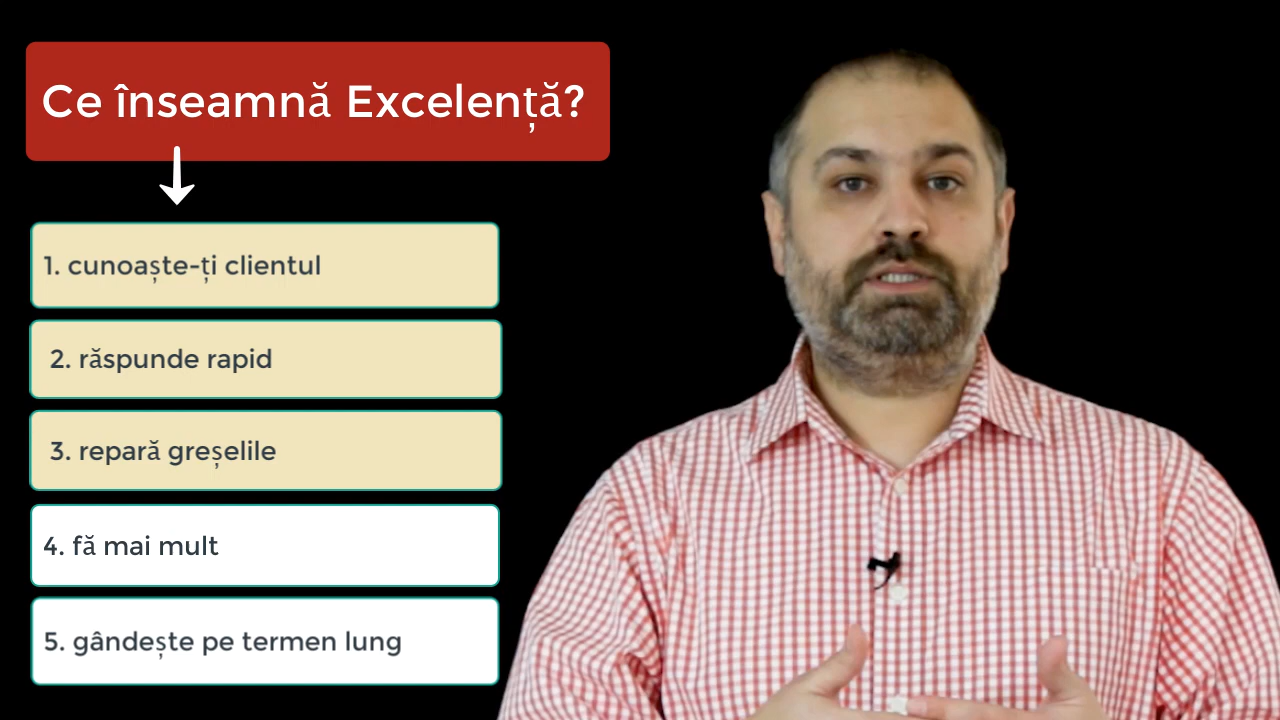 Ce înseamnă Excelență?
1. cunoaște-ți clientul
2. răspunde rapid
3. repară greșelile
4. fă mai mult
5. gândește pe termen lung